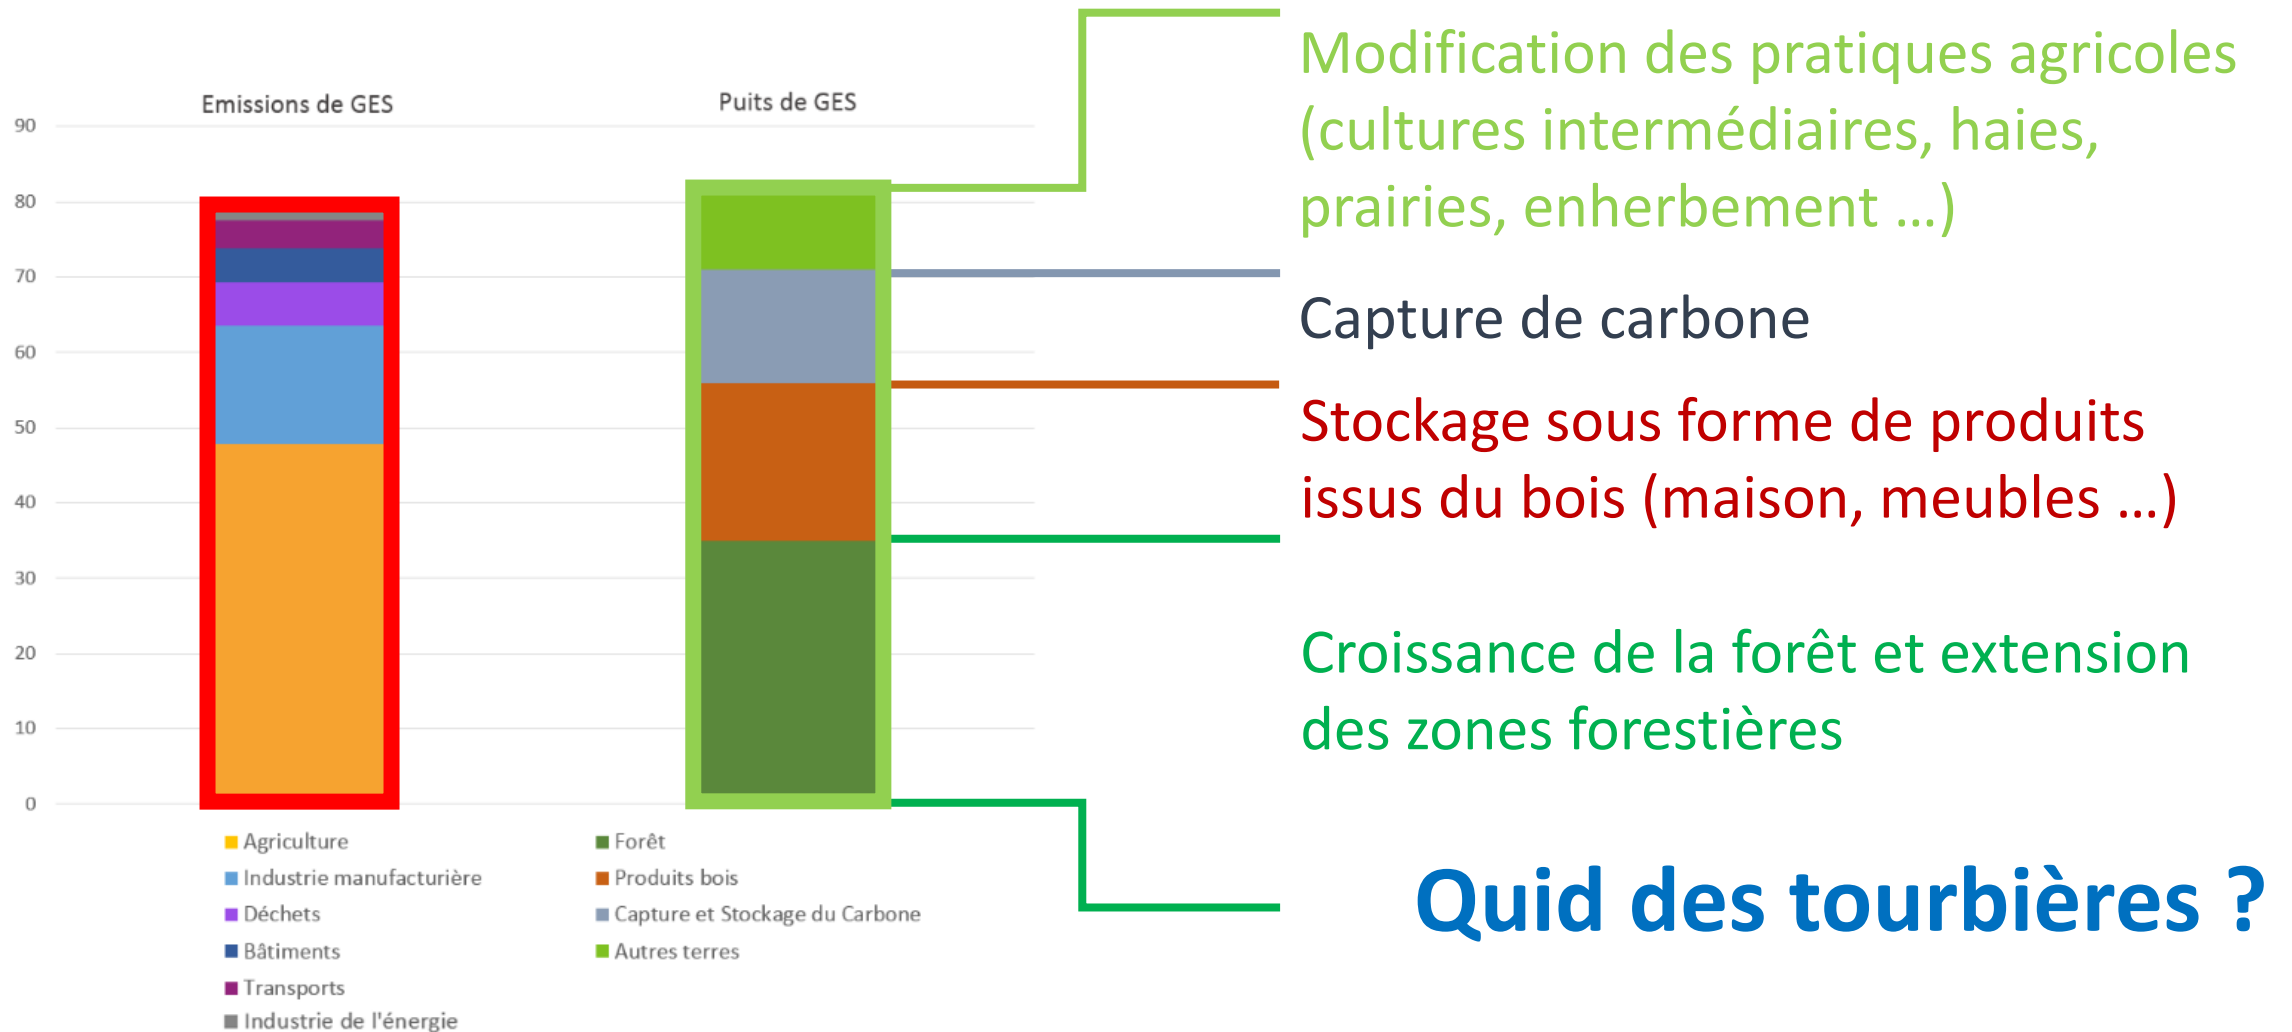 Emissions de GES
Puits de GES
90
80
70
60
50
40
30
20
10
0
Agriculture
Industrie manufacturière
Déchets
Bâtiments
Transports
Industrie de l'énergie
Forêt
Produits bois
Capture et Stockage du Carbone
Autres terres
Modification des pratiques agricoles
(cultures intermédiaires, haies,
prairies, enherbement ...)
Capture de carbone
Stockage sous forme de produits
issus du bois (maison, meubles ...)
Croissance de la forêt et extension
des zones forestières
Quid des tourbières ?